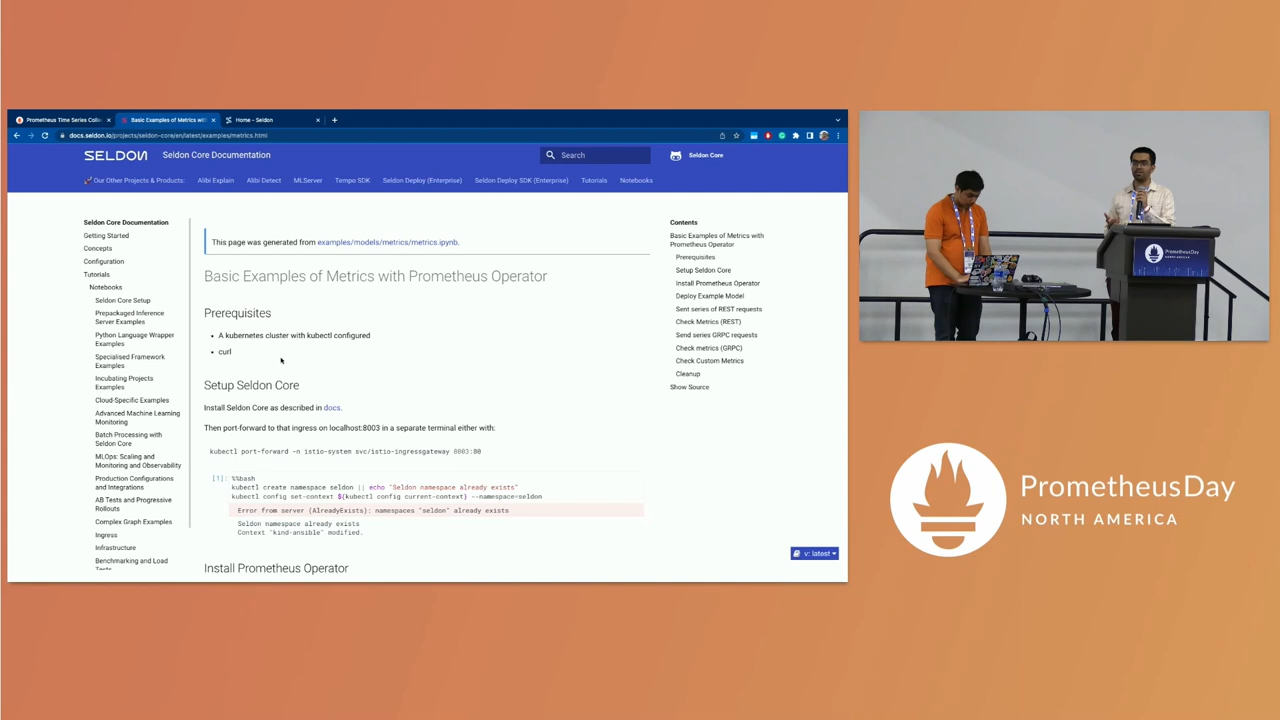 Prometheus Time Series Colle
Basic Examples of Metrics with
Home - Seldon
docs.seldon.io/projects/seldon-core/en/latest/examples/metrics.html
SELDON
Seldon Core Documentation
Search
Seldon Core
Our Other Projects & Products:
Alibi Explain
Alibi Detect
MLServer
Tempo SDK
Seldon Deploy (Enterprise)
Seldon Deploy SDK (Enterprise)
Tutorials
Notebooks
Seldon Core Documentation
Getting Started
Concepts
Configuration
Tutorials
Notebooks
Seldon Core Setup
Prepackaged Inference
Server Examples
Python Language Wrapper
Examples
Specialised Framework
Examples
Incubating Projects
Examples
Cloud-Specific Examples
Advanced Machine Learning
Monitoring
Batch Processing with
Seldon Core
MLOps: Scaling and
Monitoring and Observability
Production Configurations
and Integrations
AB Tests and Progressive
Rollouts
Complex Graph Examples
Ingress
Infrastructure
Benchmarking and Load
Tests
This page was generated from examples/models/metrics/metrics.ipynb.
Basic Examples of Metrics with Prometheus Operator
Prerequisites
• A kubernetes cluster with kubectl configured
• curl
Setup Seldon Core
Install Seldon Core as described in docs.
Then port-forward to that ingress on localhost:8003 in a separate terminal either with:
kubectl port-forward -n istio-system svc/istio-ingressgateway 8003:80
[1]: %%bash
kubectl create namespace seldon || echo "Seldon namespace already exists"
kubectl config set-context $(kubectl config current-context) --namespace=seldon
Error from server (AlreadyExists): namespaces "seldon" already exists
Seldon namespace already exists
Context "kind-ansible" modified.
Install Prometheus Operator
Contents
Basic Examples of Metrics with
Prometheus Operator
Prerequisites
Setup Seldon Core
Install Prometheus Operator
Deploy Example Model
Sent series of REST requests
Check Metrics (REST)
Send series GRPC requests
Check metrics (GRPC)
Check Custom Metrics
Cleanup
Show Source
v: latest
PrometheusDay
PrometheusDay
NORTH AMERICA